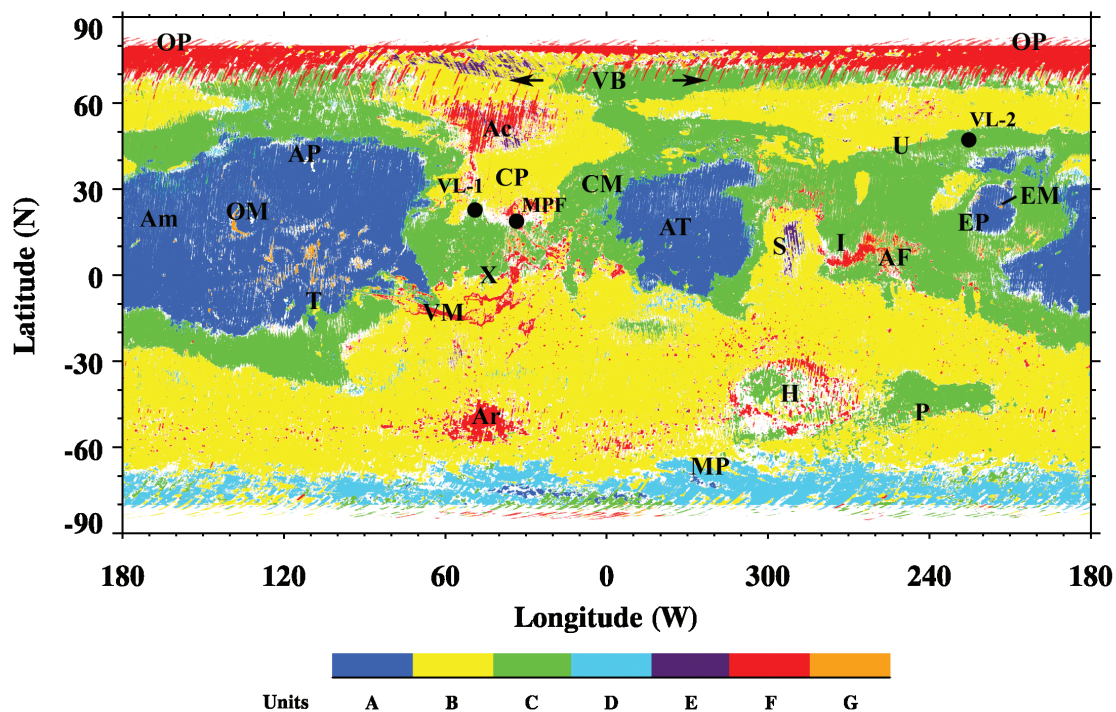 90
OP
OP
VB
60
Ac
VL-2
AP
U
30
VL-1
CP
CM
MPF
EM
Am
OM
AT
S
I
EP
AF
0
X
T
VM
-30
H
Ar
P
-60
MP
-90
Latitude (N)
180
120
60
0
300
240
180
Longitude (W)
Units
A
B
C
D
E
F
G